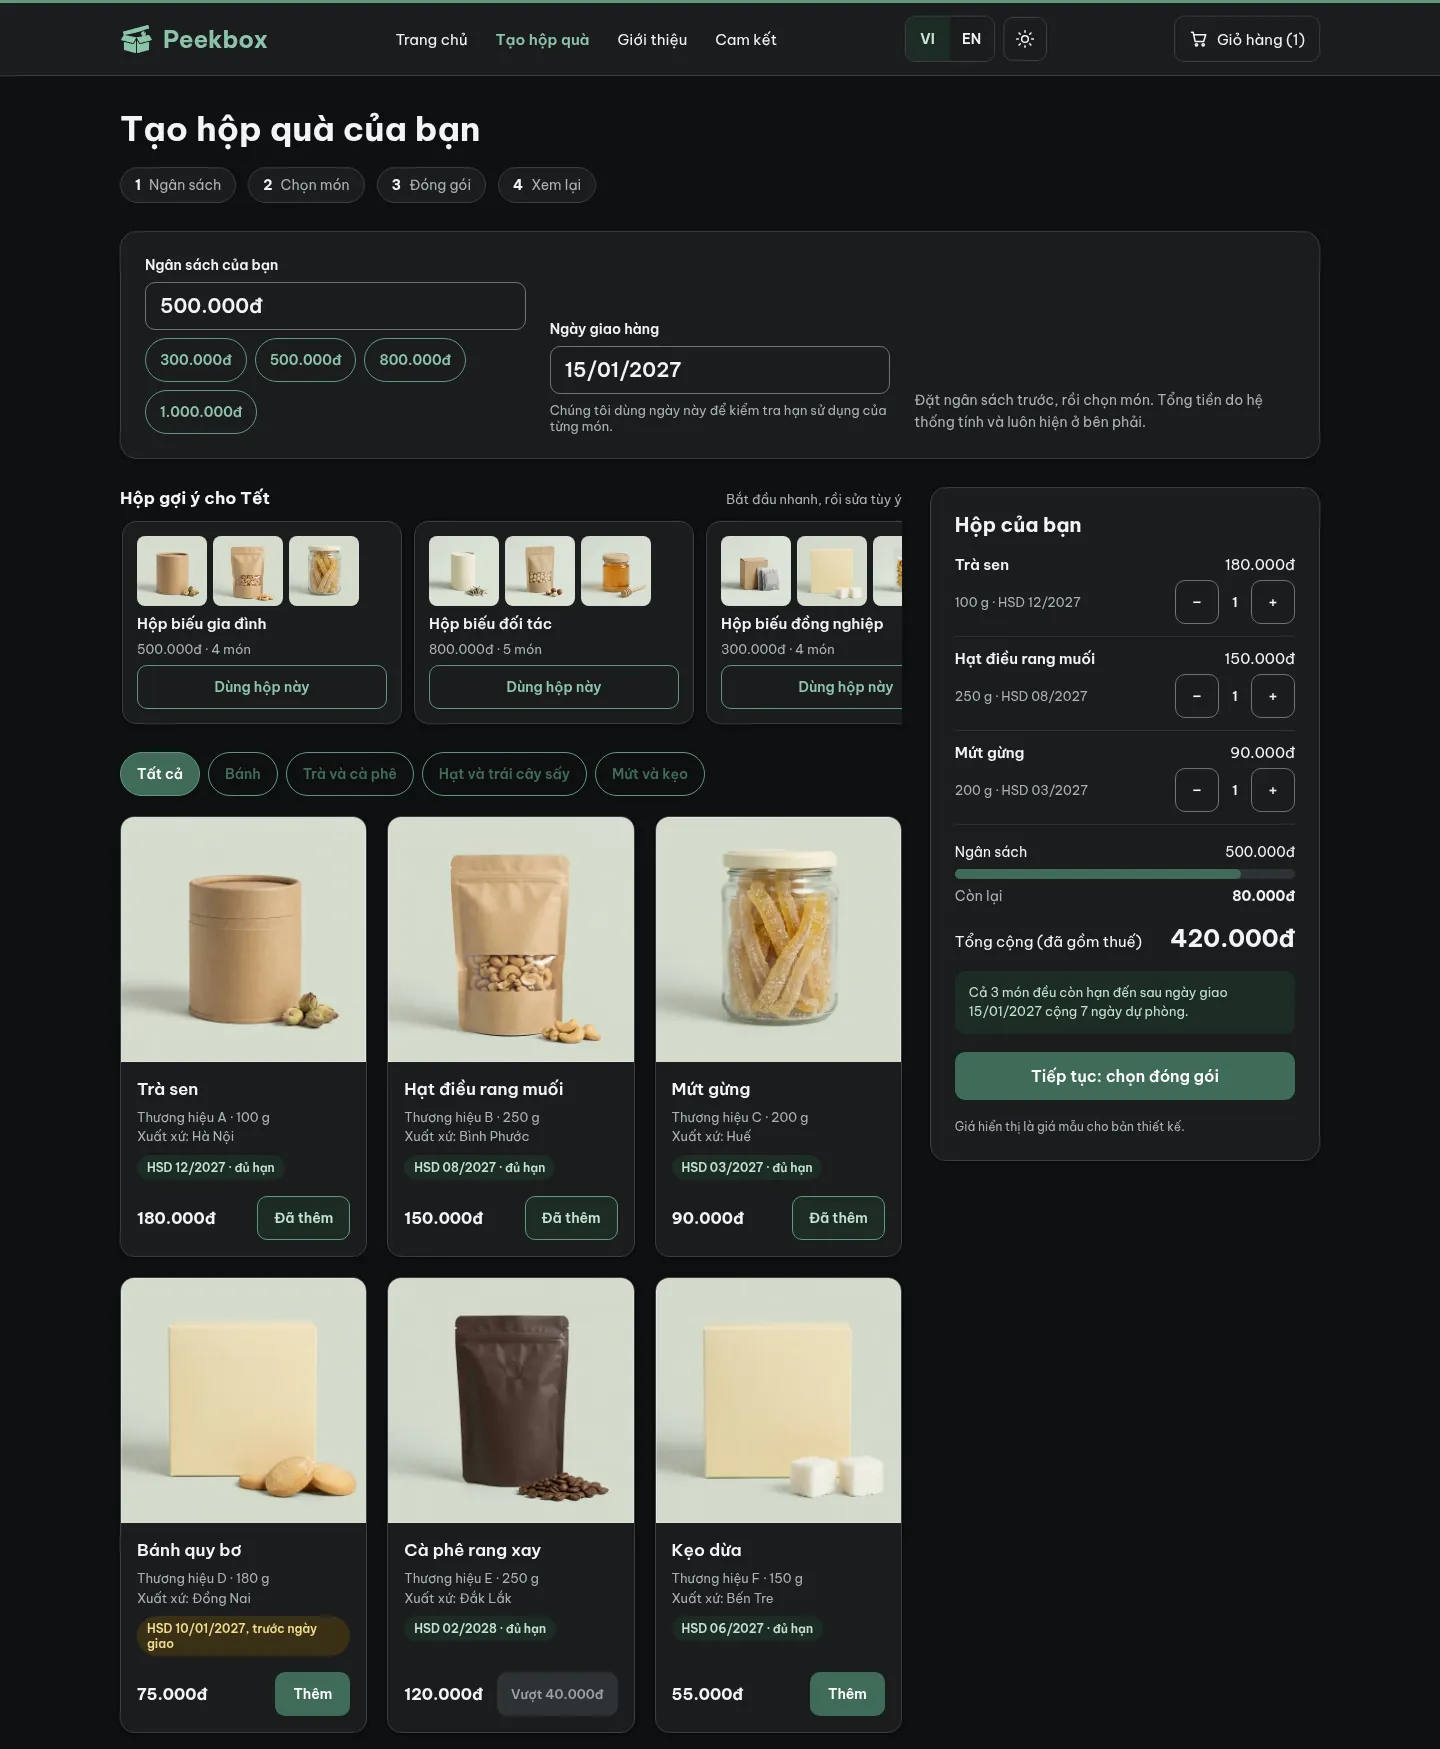 Peekbox
Trang chủ
Tạo hộp quà
Giới thiệu
Cam kết
VI
EN
Giỏ hàng (1)
Tạo hộp quà của bạn
1 Ngân sách
2 Chọn món
3 Đóng gói
4 Xem lại
Ngân sách của bạn
500.000đ
300.000đ
500.000đ
800.000đ
1.000.000đ
Ngày giao hàng
15/01/2027
Chúng tôi dùng ngày này để kiểm tra hạn sử dụng của
từng món.
Đặt ngân sách trước, rồi chọn món. Tổng tiền do hệ
thống tính và luôn hiện ở bên phải.
Hộp gợi ý cho Tết
Bắt đầu nhanh, rồi sửa tùy ý
Hộp biếu gia đình
500.000đ · 4 món
Dùng hộp này
Hộp biếu đối tác
800.000đ · 5 món
Dùng hộp này
Hộp biếu đồng nghiệp
300.000đ · 4 món
Dùng hộp này
Tất cả
Bánh
Trà và cà phê
Hạt và trái cây sấy
Mứt và kẹo
Trà sen
Thương hiệu A · 100 g
Xuất xứ: Hà Nội
HSD 12/2027 · đủ hạn
180.000đ
Đã thêm
Hạt điều rang muối
Thương hiệu B · 250 g
Xuất xứ: Bình Phước
HSD 08/2027 · đủ hạn
150.000đ
Đã thêm
Mứt gừng
Thương hiệu C · 200 g
Xuất xứ: Huế
HSD 03/2027 · đủ hạn
90.000đ
Đã thêm
Bánh quy bơ
Thương hiệu D · 180 g
Xuất xứ: Đồng Nai
HSD 10/01/2027, trước ngày
giao
75.000đ
Thêm
Cà phê rang xay
Thương hiệu E · 250 g
Xuất xứ: Đắk Lắk
HSD 02/2028 · đủ hạn
120.000đ
Vượt 40.000đ
Kẹo dừa
Thương hiệu F · 150 g
Xuất xứ: Bến Tre
HSD 06/2027 · đủ hạn
55.000đ
Thêm
Hộp của bạn
Trà sen 180.000đ
100 g · HSD 12/2027 − 1 +
Hạt điều rang muối 150.000đ
250 g · HSD 08/2027 − 1 +
Mứt gừng 90.000đ
200 g · HSD 03/2027 − 1 +
Ngân sách 500.000đ
Còn lại 80.000đ
Tổng cộng (đã gồm thuế) 420.000đ
Cả 3 món đều còn hạn đến sau ngày giao
15/01/2027 cộng 7 ngày dự phòng.
Tiếp tục: chọn đóng gói
Giá hiển thị là giá mẫu cho bản thiết kế.